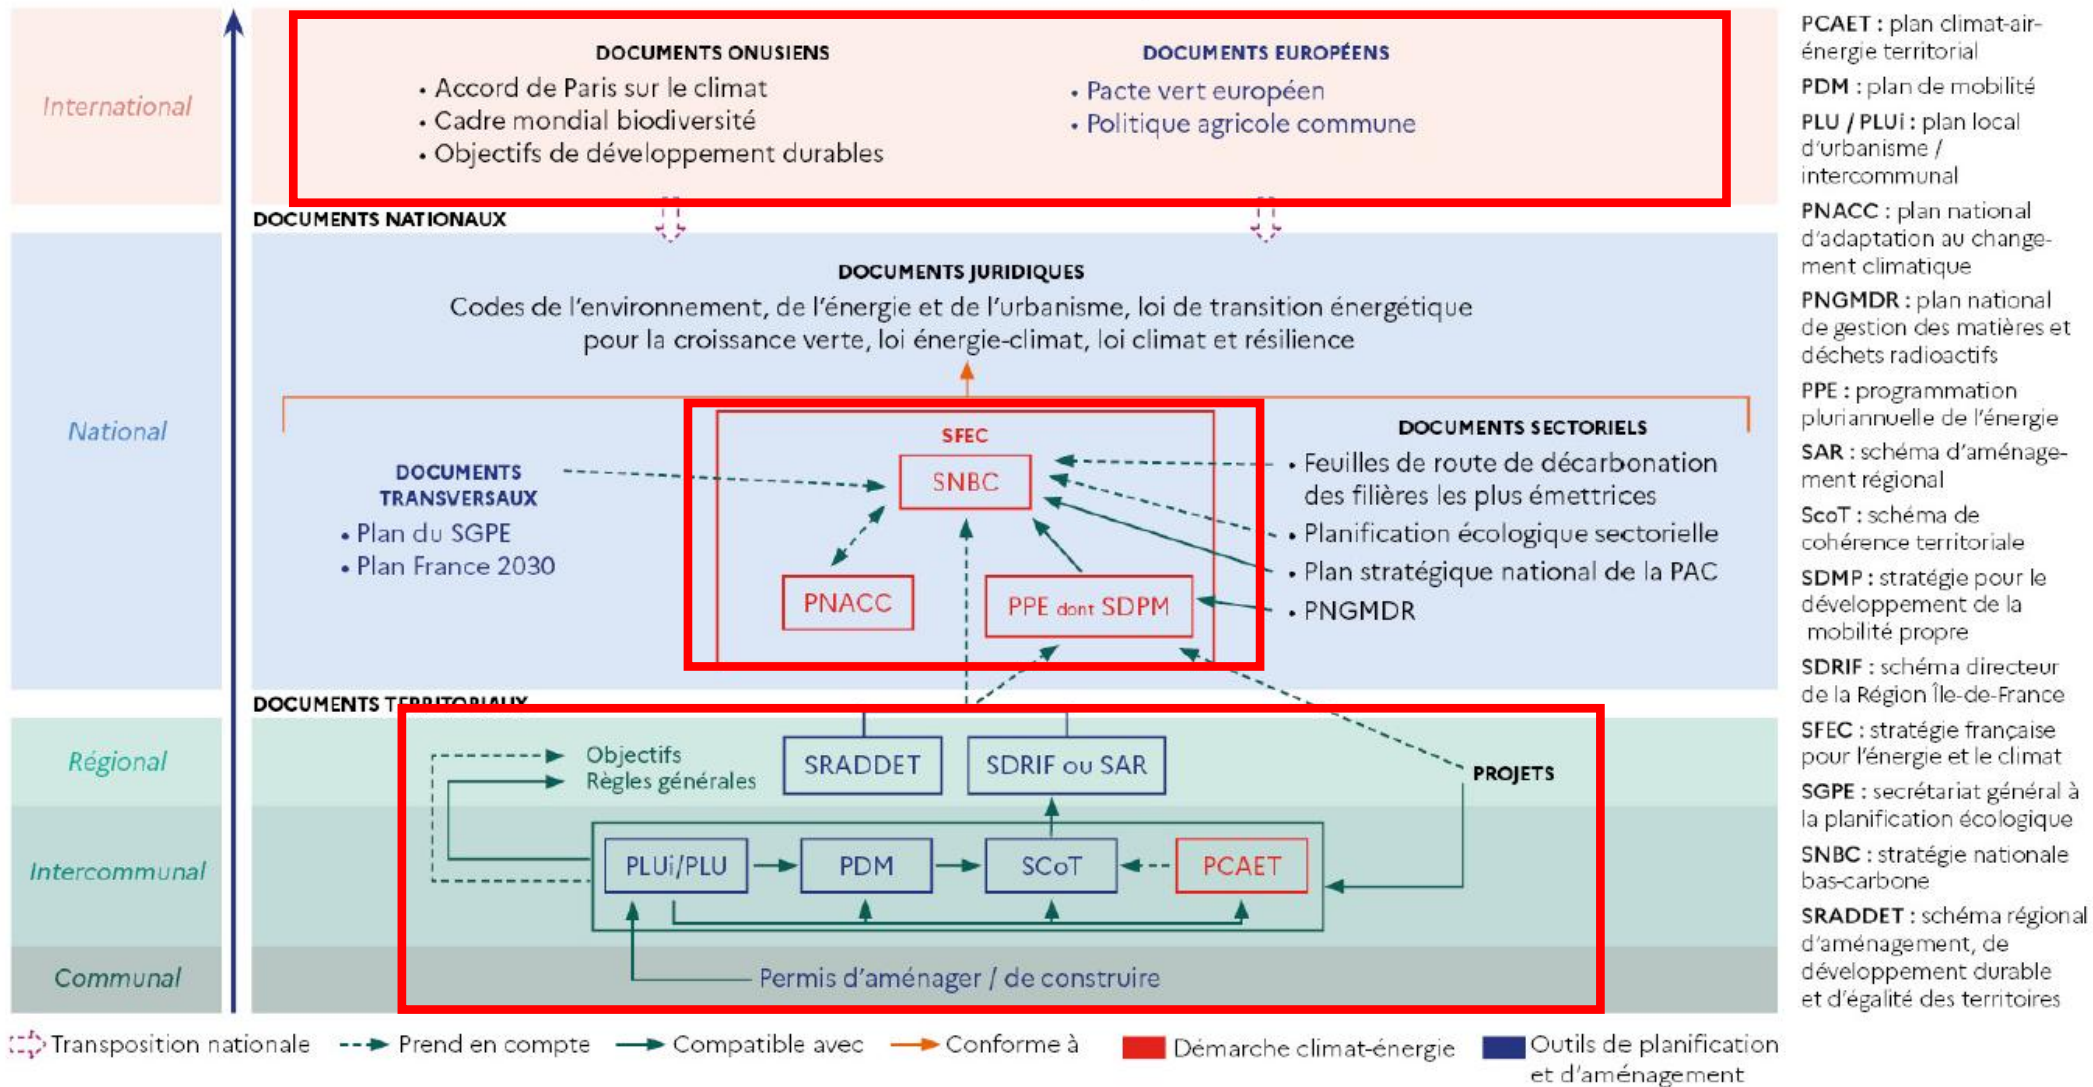 International
DOCUMENTS ONUSIENS
• Accord de Paris sur le climat
• Cadre mondial biodiversité
• Objectifs de développement durables
DOCUMENTS EUROPÉENS
• Pacte vert européen
• Politique agricole commune
DOCUMENTS NATIONAUX
National
DOCUMENTS JURIDIQUES
Codes de l'environnement, de l'énergie et de l'urbanisme, loi de transition énergétique
pour la croissance verte, loi énergie-climat, loi climat et résilience
DOCUMENTS
TRANSVERSAUX
• Plan du SGPE
• Plan France 2030
SFEC
SNBC
PNACC
PPE dont SDPM
DOCUMENTS SECTORIELS
• Feuilles de route de décarbonation
des filières les plus émettrices
• Planification écologique sectorielle
• Plan stratégique national de la PAC
• PNGMDR
DOCUMENTS TERRITORIAUX
Régional
Objectifs
Règles générales
SRADDET
SDRIF ou SAR
PROJETS
Intercommunal
PLUi/PLU
PDM
SCoT
PCAET
Communal
Permis d'aménager / de construire
Transposition nationale
Prend en compte
Compatible avec
Conforme à
Démarche climat-énergie
Outils de planification
et d'aménagement
PCAET : plan climat-air-
énergie territorial
PDM : plan de mobilité
PLU / PLUi : plan local
d'urbanisme /
intercommunal
PNACC : plan national
d'adaptation au change-
ment climatique
PNGMDR : plan national
de gestion des matières et
déchets radioactifs
PPE : programmation
pluriannuelle de l'énergie
SAR : schéma d'aménage-
ment régional
ScoT : schéma de
cohérence territoriale
SDMP : stratégie pour le
développement de la
mobilité propre
SDRIF : schéma directeur
de la Région Île-de-France
SFEC : stratégie française
pour l'énergie et le climat
SGPE : secrétariat général à
la planification écologique
SNBC : stratégie nationale
bas-carbone
SRADDET : schéma régional
d'aménagement, de
développement durable
et d'égalité des territoires